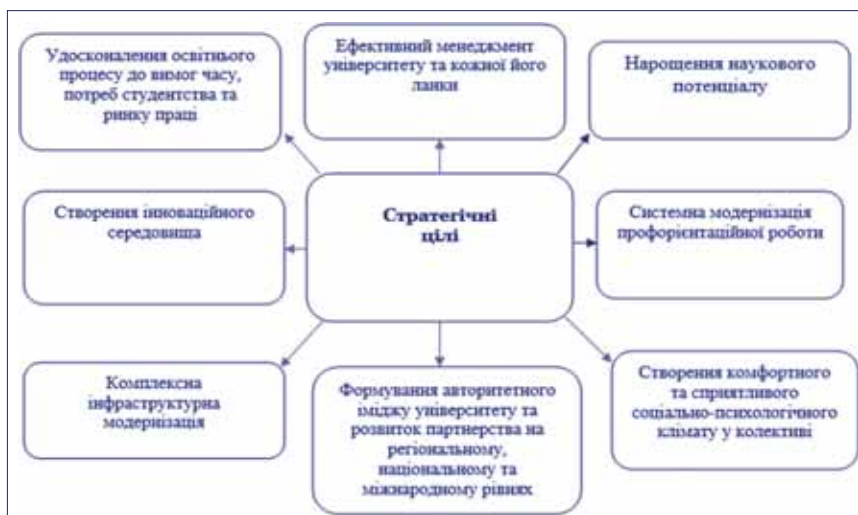 Удосконалення освітнього
процесу до вимог часу,
потреб студентства та
ринку праці
Ефективний менеджмент
університету та кожної його
ланки
Нарощення наукового
потенціалу
Створення інноваційного
середовища
Стратегічні
цілі
Системна модернізація
профорієнтаційної роботи
Комплексна
інфраструктурна
модернізація
Формування авторитетного
іміджу університету та
розвиток партнерства на
регіональному,
національному та
міжнародному рівнях
Створення комфортного
та сприятливого
соціально-психологічного
клімату у колективі